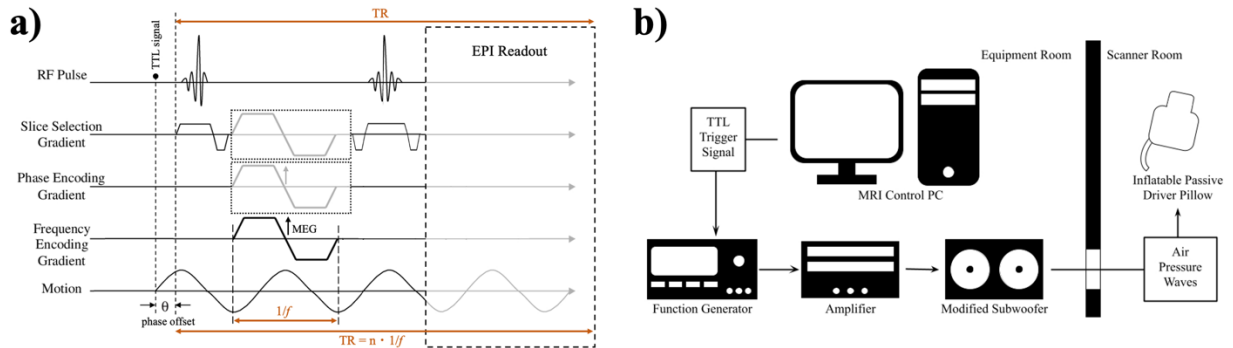 a)
TTL signal
TR
EPI Readout
RF Pulse
Slice Selection
Gradient
Phase Encoding
Gradient
Frequency
Encoding
Gradient
MEG
Motion
θ
phase offset
1/f
TR = n · 1/f
b)
Equipment Room
Scanner Room
TTL
Trigger
Signal
MRI Control PC
Inflatable Passive
Driver Pillow
Air
Pressure
Waves
Function Generator
Amplifier
Modified Subwoofer